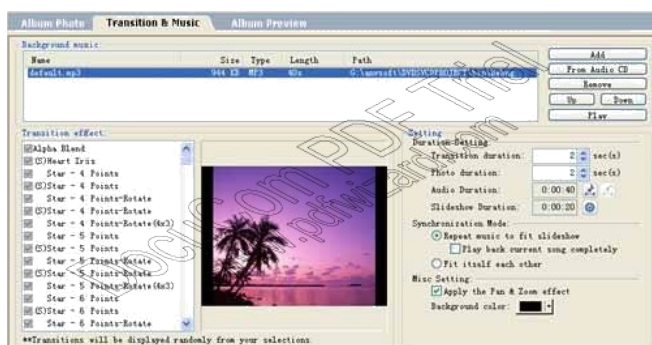 Album Photo Transition & Music Album Preview
Background music:
Name Size Type Length Path
default.mp3 944 KB MP3 40s
Add
From Audio CD
Remove
Up Down
Play
Transition effect:
Alpha Blend
(S)Heart Iris
Star - 4 Points
(S)Star - 4 Points
Star - 4 Points-Rotate
(S)Star - 4 Points-Rotate
Star - 4 Points-Rotate(4x3)
Star - 5 Points
(S)Star - 5 Points
Star - 5 Points-Rotate
(S)Star - 5 Points-Rotate
Star - 5 Points-Rotate(4x3)
Star - 6 Points
(S)Star - 6 Points
Star - 6 Points-Rotate
**Transitions will be displayed randomly from your selections
Setting
Duration Setting:
Transition duration: 2 sec(s)
Photo duration: 2 sec(s)
Audio Duration: 0:00:40
Slideshow Duration: 0:00:20
Synchronization Mode:
Repeat music to fit slideshow
Play back current song completely
Fit itself each other
Misc Setting:
Apply the Pan & Zoom effect
Background color:
Docucom PDF Trial
www.pdfwizard.com